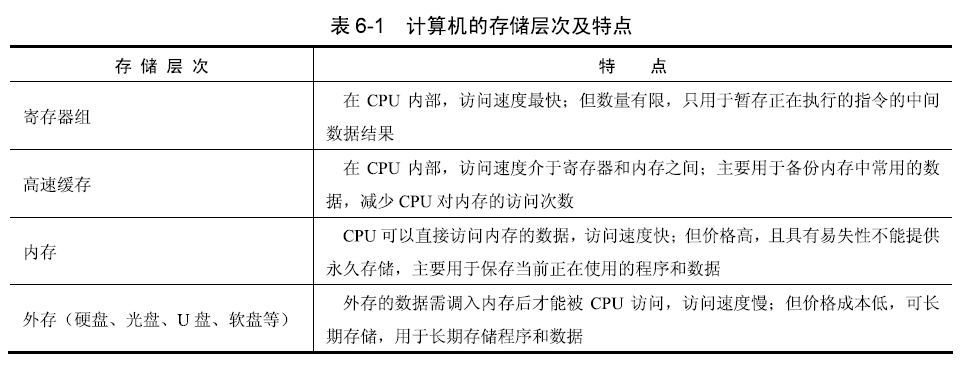 表 6-1 计算机的存储层次及特点
存 储 层 次 特 点
寄存器组
在 CPU 内部，访问速度最快；但数量有限，只用于暂存正在执行的指令的中间
数据结果
高速缓存
在 CPU 内部，访问速度介于寄存器和内存之间；主要用于备份内存中常用的数
据，减少 CPU 对内存的访问次数
内存
CPU 可以直接访问内存的数据，访问速度快；但价格高，且具有易失性不能提供
永久存储，主要用于保存当前正在使用的程序和数据
外存（硬盘、光盘、U 盘、软盘等）
外存的数据需调入内存后才能被 CPU 访问，访问速度慢；但价格成本低，可长
期存储，用于长期存储程序和数据